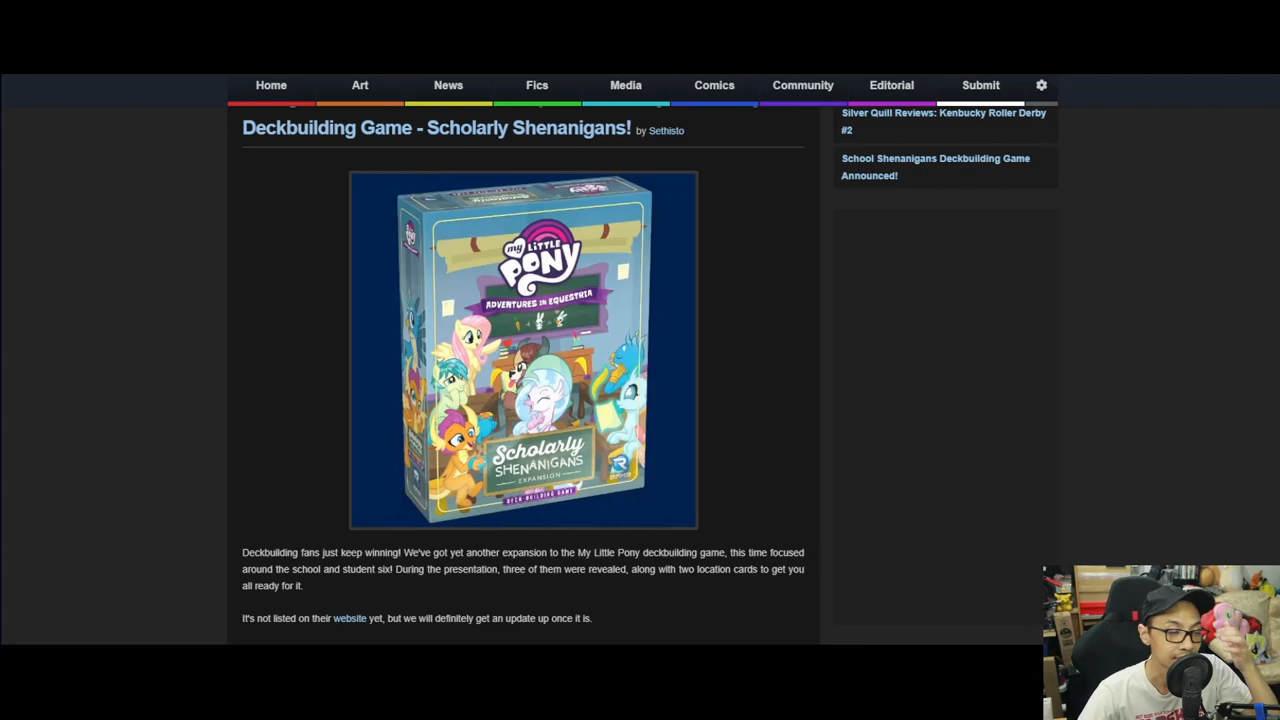 Home Art News Fics Media Comics Community Editorial Submit
Deckbuilding Game - Scholarly Shenanigans! by Sethisto
my LiTTLE
PONY
ADVENTURES IN EQUESTRIA
Scholarly
SHENANIGANS
EXPANSION
DECK-BUILDING GAME
Deckbuilding fans just keep winning! We've got yet another expansion to the My Little Pony deckbuilding game, this time focused
around the school and student six! During the presentation, three of them were revealed, along with two location cards to get you
all ready for it.
It's not listed on their website yet, but we will definitely get an update up once it is.
Silver Quill Reviews: Kenbucky Roller Derby
#2
School Shenanigans Deckbuilding Game
Announced!